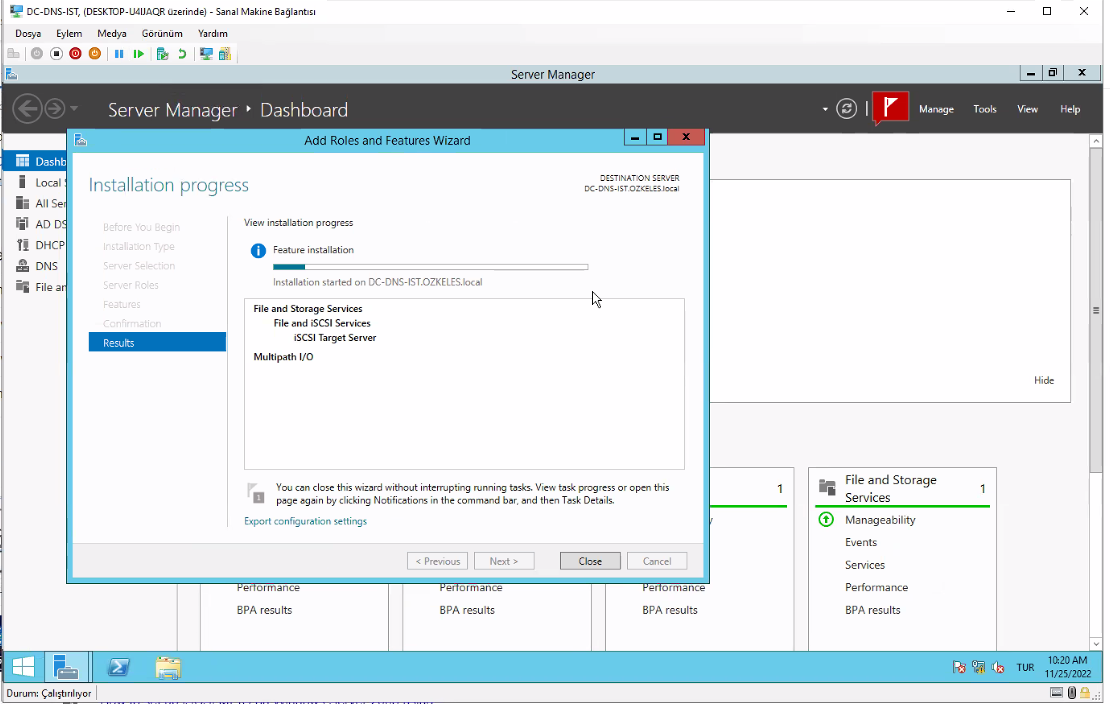 DC-DNS-IST, (DESKTOP-U4IJAQR üzerinde) - Sanal Makine Bağlantısı
Dosya Eylem Medya Görünüm Yardım
Server Manager
Server Manager Dashboard
Manage Tools View Help
Add Roles and Features Wizard
Dashb
Local S
All Ser
AD DS
DHCP
DNS
File an
Installation progress
DESTINATION SERVER
DC-DNS-IST.OZKELES.local
Before You Begin
Installation Type
Server Selection
Server Roles
Features
Confirmation
Results
View installation progress
Feature installation
Installation started on DC-DNS-IST.OZKELES.local
File and Storage Services
File and iSCSI Services
iSCSI Target Server
Multipath I/O
You can close this wizard without interrupting running tasks. View task progress or open this
page again by clicking Notifications in the command bar, and then Task Details.
1
Export configuration settings
< Previous Next > Close Cancel
Hide
1
File and Storage
Services
1
Manageability
Events
Services
Performance
BPA results
Performance
BPA results
Performance
BPA results
Performance
BPA results
TUR
10:20 AM
11/25/2022
Durum: Çalıştırılıyor